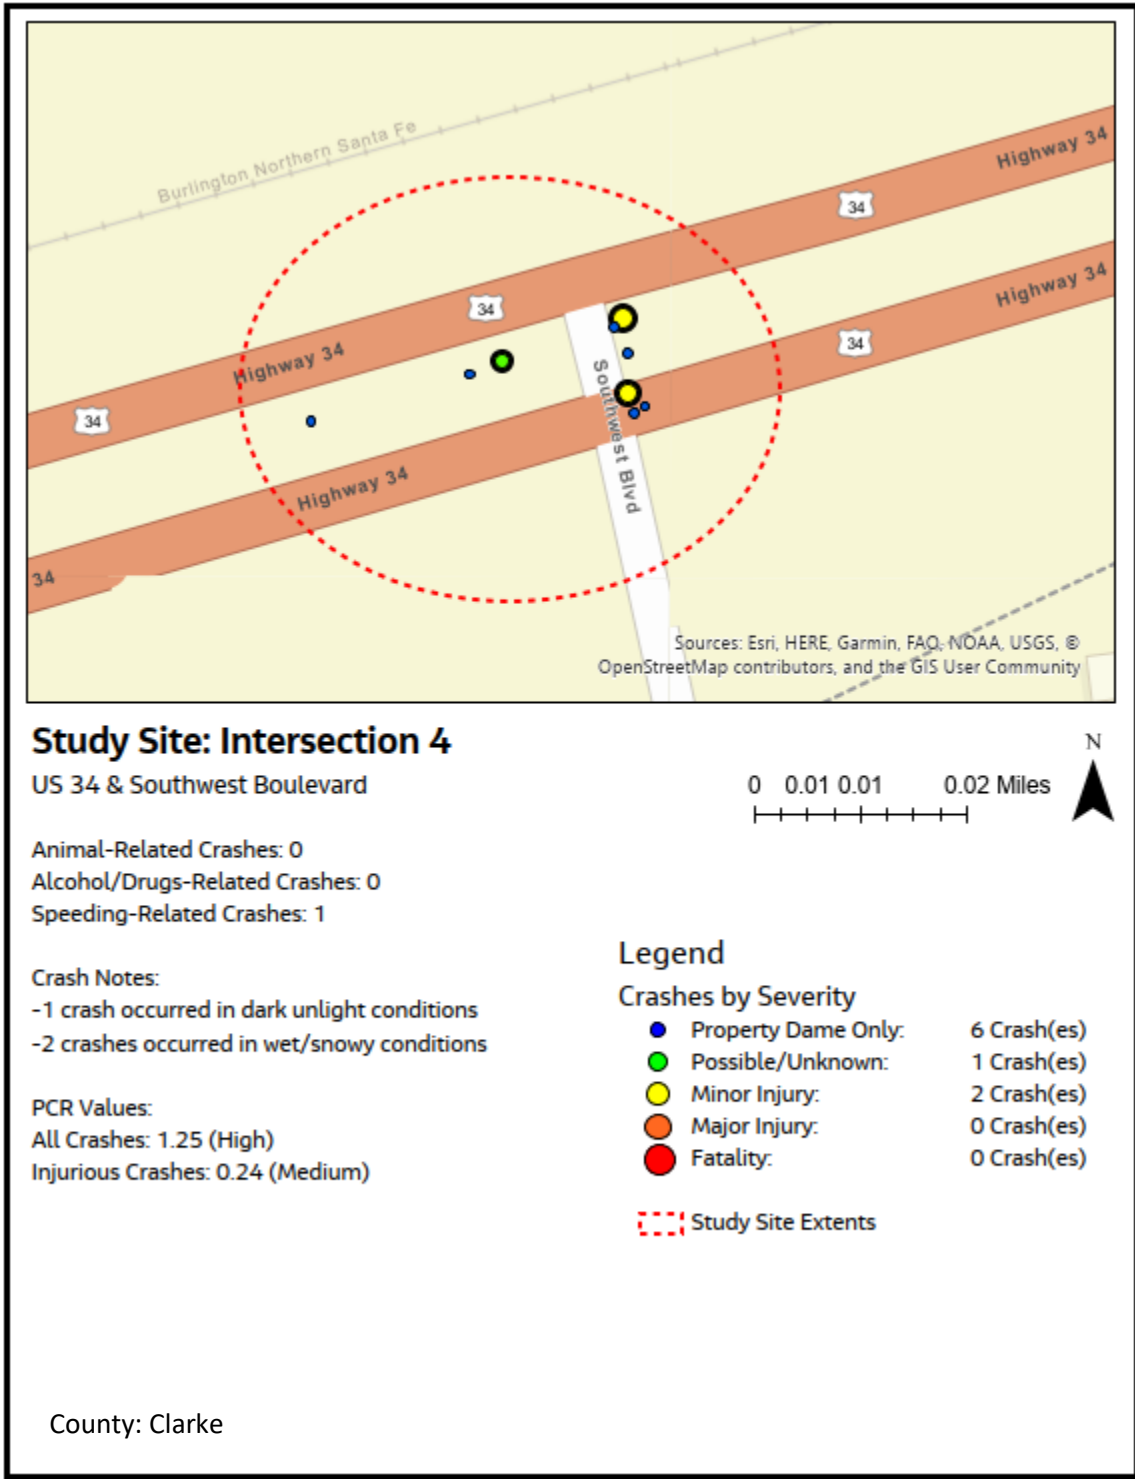 Burlington Northern Santa Fe
Highway 34
34
34
Highway 34
34
Highway 34
34
34
Highway 34
Southwest Blvd
34
Sources: Esri, HERE, Garmin, FAO, NOAA, USGS, ©
OpenStreetMap contributors, and the GIS User Community
Study Site: Intersection 4
US 34 & Southwest Boulevard
N
0 0.01 0.01 0.02 Miles
Animal-Related Crashes: 0
Alcohol/Drugs-Related Crashes: 0
Speeding-Related Crashes: 1
Crash Notes:
-1 crash occurred in dark unlight conditions
-2 crashes occurred in wet/snowy conditions
PCR Values:
All Crashes: 1.25 (High)
Injurious Crashes: 0.24 (Medium)
Legend
Crashes by Severity
Property Dame Only: 6 Crash(es)
Possible/Unknown: 1 Crash(es)
Minor Injury: 2 Crash(es)
Major Injury: 0 Crash(es)
Fatality: 0 Crash(es)
Study Site Extents
County: Clarke